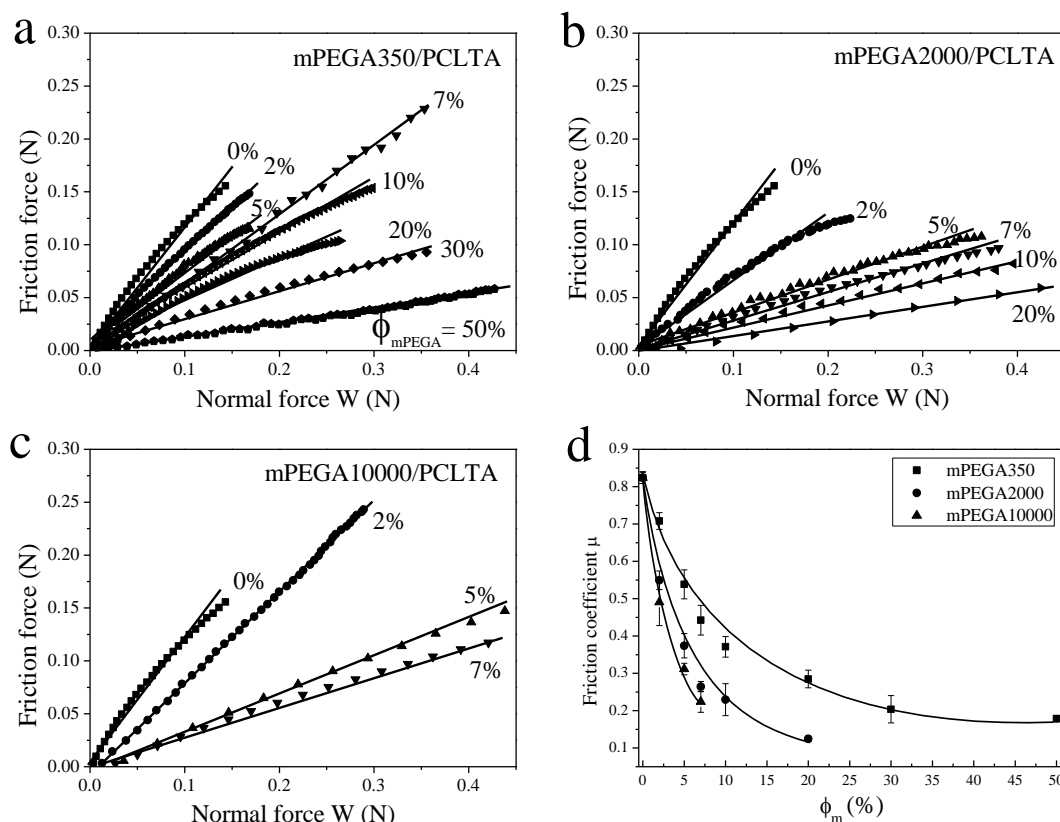 a
mPEGA350/PCLTA
0.30
0.25
0.20
0.15
0.10
0.05
0.00
Friction force (N)
0%
2%
5%
7%
10%
20%
30%
ϕmPEGA = 50%
0.0 0.1 0.2 0.3 0.4
Normal force W (N)
b
mPEGA2000/PCLTA
0.30
0.25
0.20
0.15
0.10
0.05
0.00
Friction force (N)
0%
2%
5%
7%
10%
20%
0.0 0.1 0.2 0.3 0.4
Normal force W (N)
c
mPEGA10000/PCLTA
0.30
0.25
0.20
0.15
0.10
0.05
0.00
Friction force (N)
0%
2%
5%
7%
0.0 0.1 0.2 0.3 0.4
Normal force W (N)
d
mPEGA350
mPEGA2000
mPEGA10000
0.9
0.8
0.7
0.6
0.5
0.4
0.3
0.2
0.1
Friction coefficient μ
0 5 10 15 20 25 30 35 40 45 50
ϕm (%)